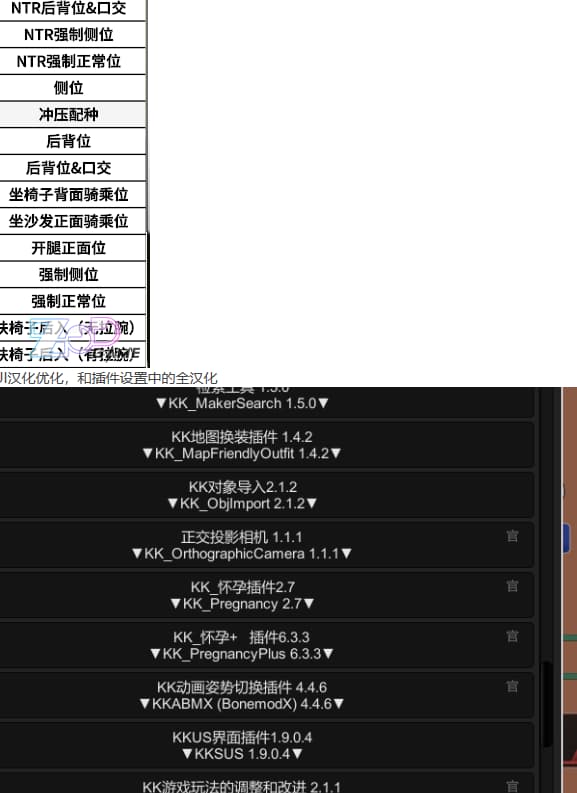 NTR后背位&口交
NTR强制侧位
NTR强制正常位
侧位
冲压配种
后背位
后背位&口交
坐椅子背面骑乘位
坐沙发正面骑乘位
开腿正面位
强制侧位
强制正常位
扶椅子后入（无拉腕）
扶椅子后入（有拉腕）
UI汉化优化，和插件设置中的全汉化
检索工具 1.5.0
▼KK_MakerSearch 1.5.0▼
KK地图换装插件 1.4.2
▼KK_MapFriendlyOutfit 1.4.2▼
KK对象导入2.1.2
▼KK_ObjImport 2.1.2▼
正交投影相机 1.1.1
官
▼KK_OrthographicCamera 1.1.1▼
KK_怀孕插件2.7
官
▼KK_Pregnancy 2.7▼
KK_怀孕+ 插件6.3.3
官
▼KK_PregnancyPlus 6.3.3▼
KK动画姿势切换插件 4.4.6
官
▼KKABMX (BonemodX) 4.4.6▼
KKUS界面插件1.9.0.4
▼KKSUS 1.9.0.4▼
KK游戏玩法的调整和改进 2.1.1
官